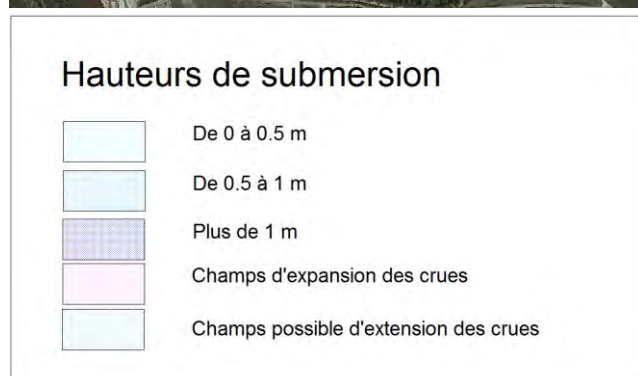 Hauteurs de submersion
De 0 à 0.5 m
De 0.5 à 1 m
Plus de 1 m
Champs d'expansion des crues
Champs possible d'extension des crues